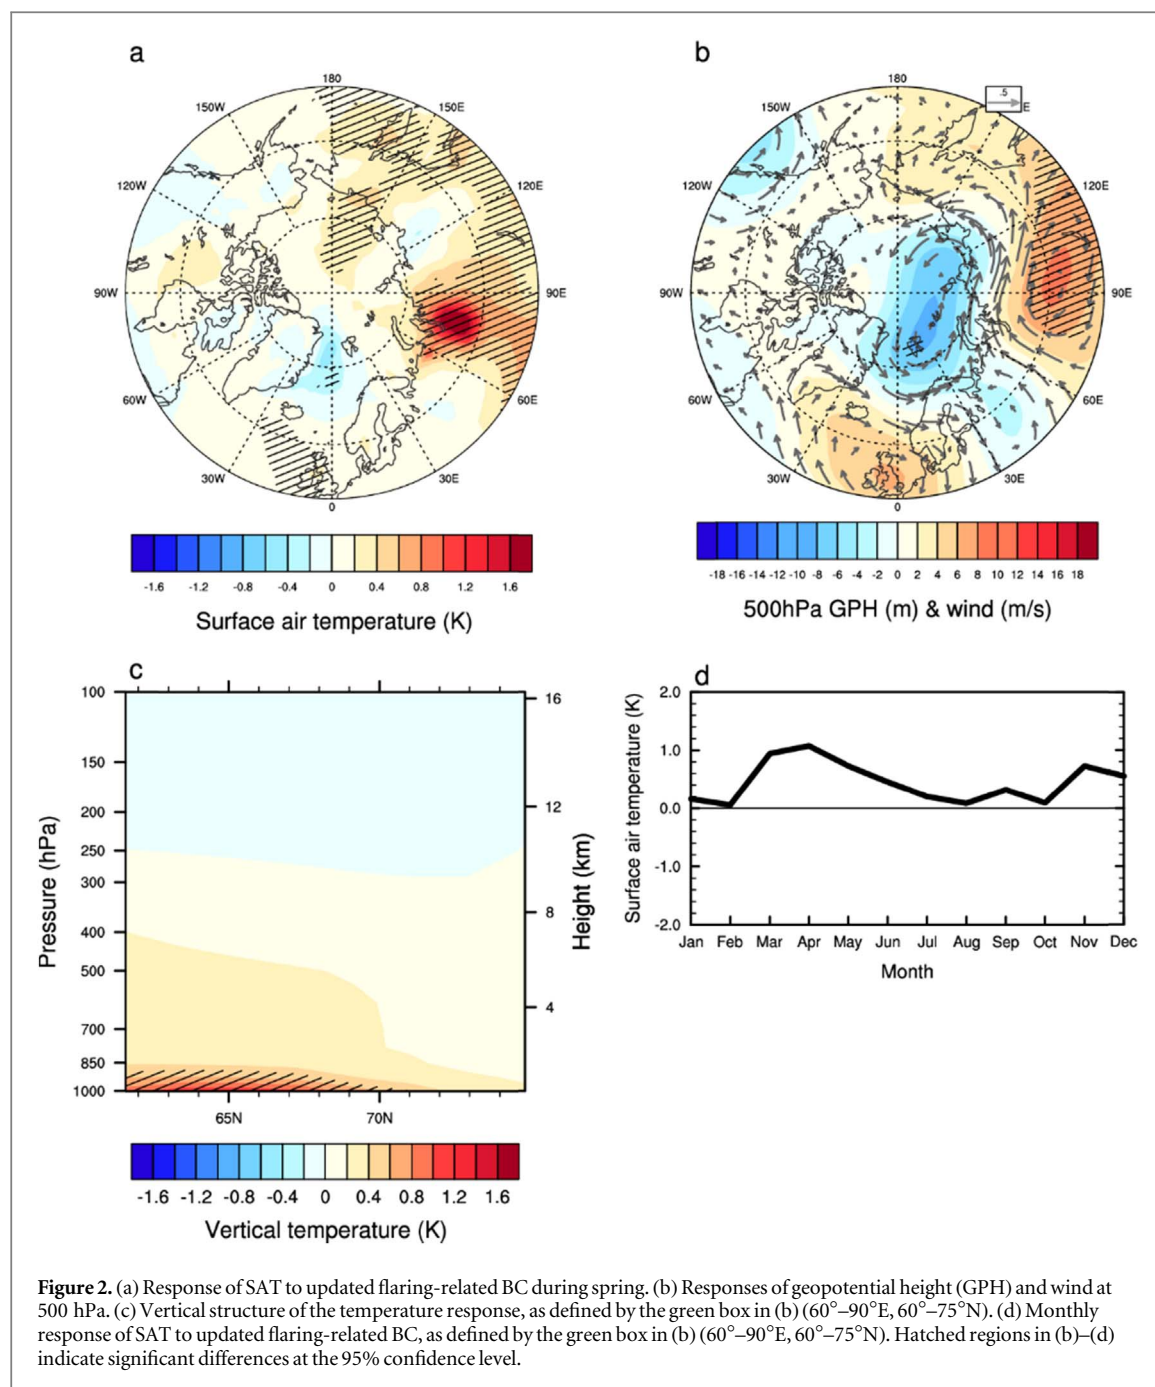 a
180
150W
150E
120W
120E
90W
90E
60W
60E
30W
30E
0
-1.6 -1.2 -0.8 -0.4 0 0.4 0.8 1.2 1.6
Surface air temperature (K)
b
180
.5
150W
E
120W
120E
90W
90E
60W
60E
30W
30E
0
-18 -16 -14 -12 -10 -8 -6 -4 -2 0 2 4 6 8 10 12 14 16 18
500hPa GPH (m) & wind (m/s)
c
Pressure (hPa)
100
150
200
250
300
400
500
700
850
1000
16
12
8
4
Height (km)
65N 70N
-1.6 -1.2 -0.8 -0.4 0 0.4 0.8 1.2 1.6
Vertical temperature (K)
d
Surface air temperature (K)
2.0
1.0
0.0
-1.0
-2.0
Jan Feb Mar Apr May Jun Jul Aug Sep Oct Nov Dec
Month
Figure 2. (a) Response of SAT to updated flaring-related BC during spring. (b) Responses of geopotential height (GPH) and wind at
500 hPa. (c) Vertical structure of the temperature response, as defined by the green box in (b) (60°–90°E, 60°–75°N). (d) Monthly
response of SAT to updated flaring-related BC, as defined by the green box in (b) (60°–90°E, 60°–75°N). Hatched regions in (b)–(d)
indicate significant differences at the 95% confidence level.